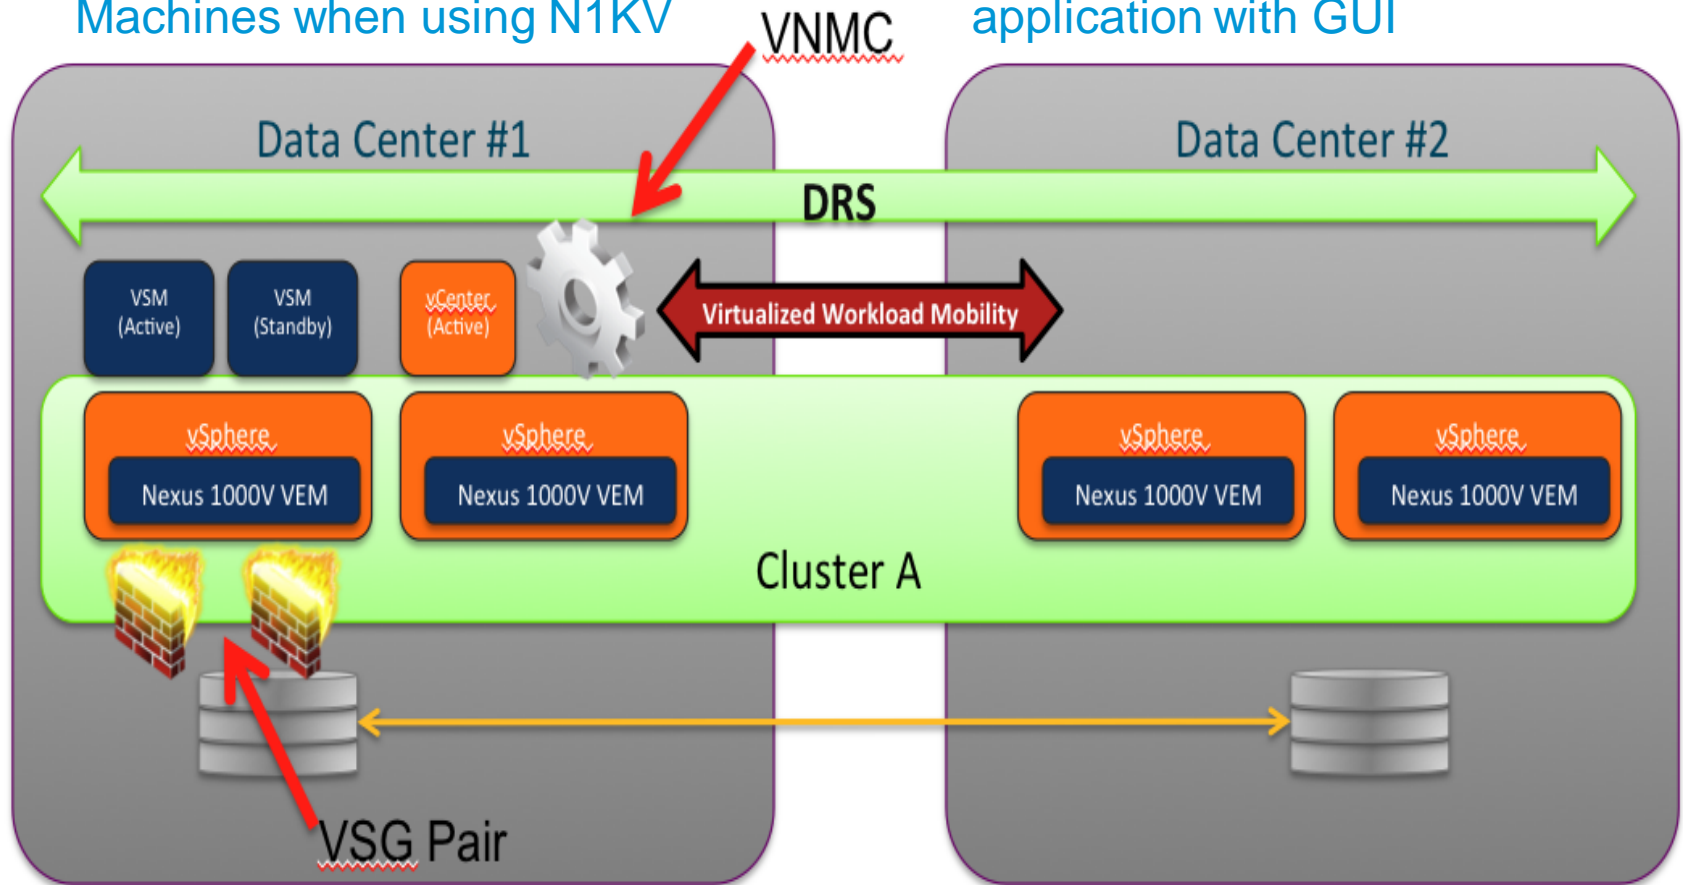 Machines when using N1KV
application with GUI
VNMC
Data Center #1
Data Center #2
DRS
VSM
(Active)
VSM
(Standby)
vCenter
(Active)
Virtualized Workload Mobility
vSphere
Nexus 1000V VEM
vSphere
Nexus 1000V VEM
vSphere
Nexus 1000V VEM
vSphere
Nexus 1000V VEM
Cluster A
VSG Pair